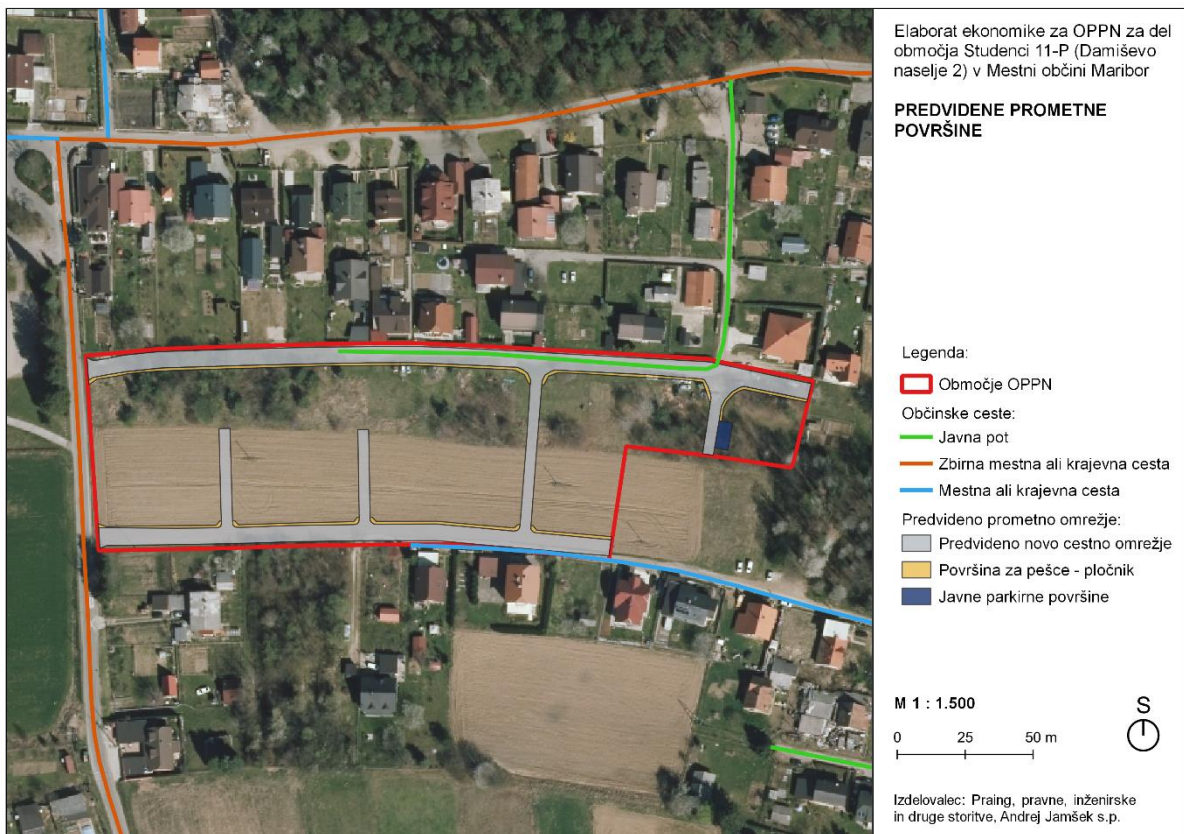 Elaborat ekonomike za OPPN za del
območja Studenci 11-P (Damiševo
naselje 2) v Mestni občini Maribor
PREDVIDENE PROMETNE
POVRŠINE
Legenda:
Območje OPPN
Občinske ceste:
Javna pot
Zbirna mestna ali krajevna cesta
Mestna ali krajevna cesta
Predvideno prometno omrežje:
Predvideno novo cestno omrežje
Površina za pešce - pločnik
Javne parkirne površine
M 1 : 1.500
S
0 25 50 m
Izdelovalec: Praing, pravne, inženirske
in druge storitve, Andrej Jamšek s.p.